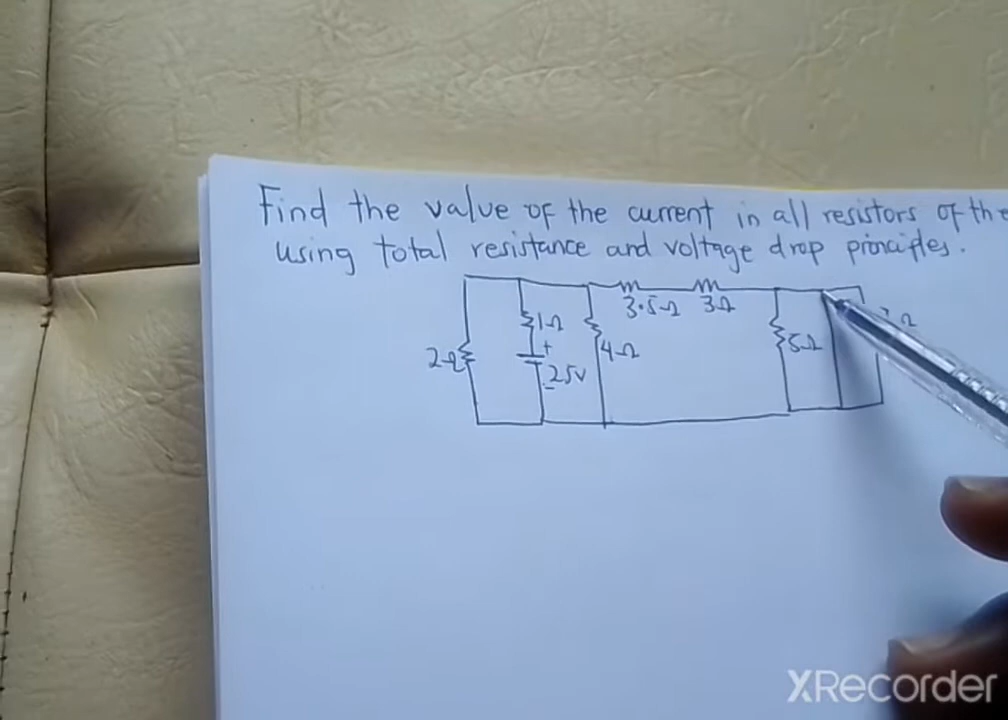 Find the value of the current in all resistors of the
using total resistance and voltage drop principles.
3.5Ω 3Ω
1Ω
2Ω
+
4Ω
5Ω
Ω
- 25V
XRecorder